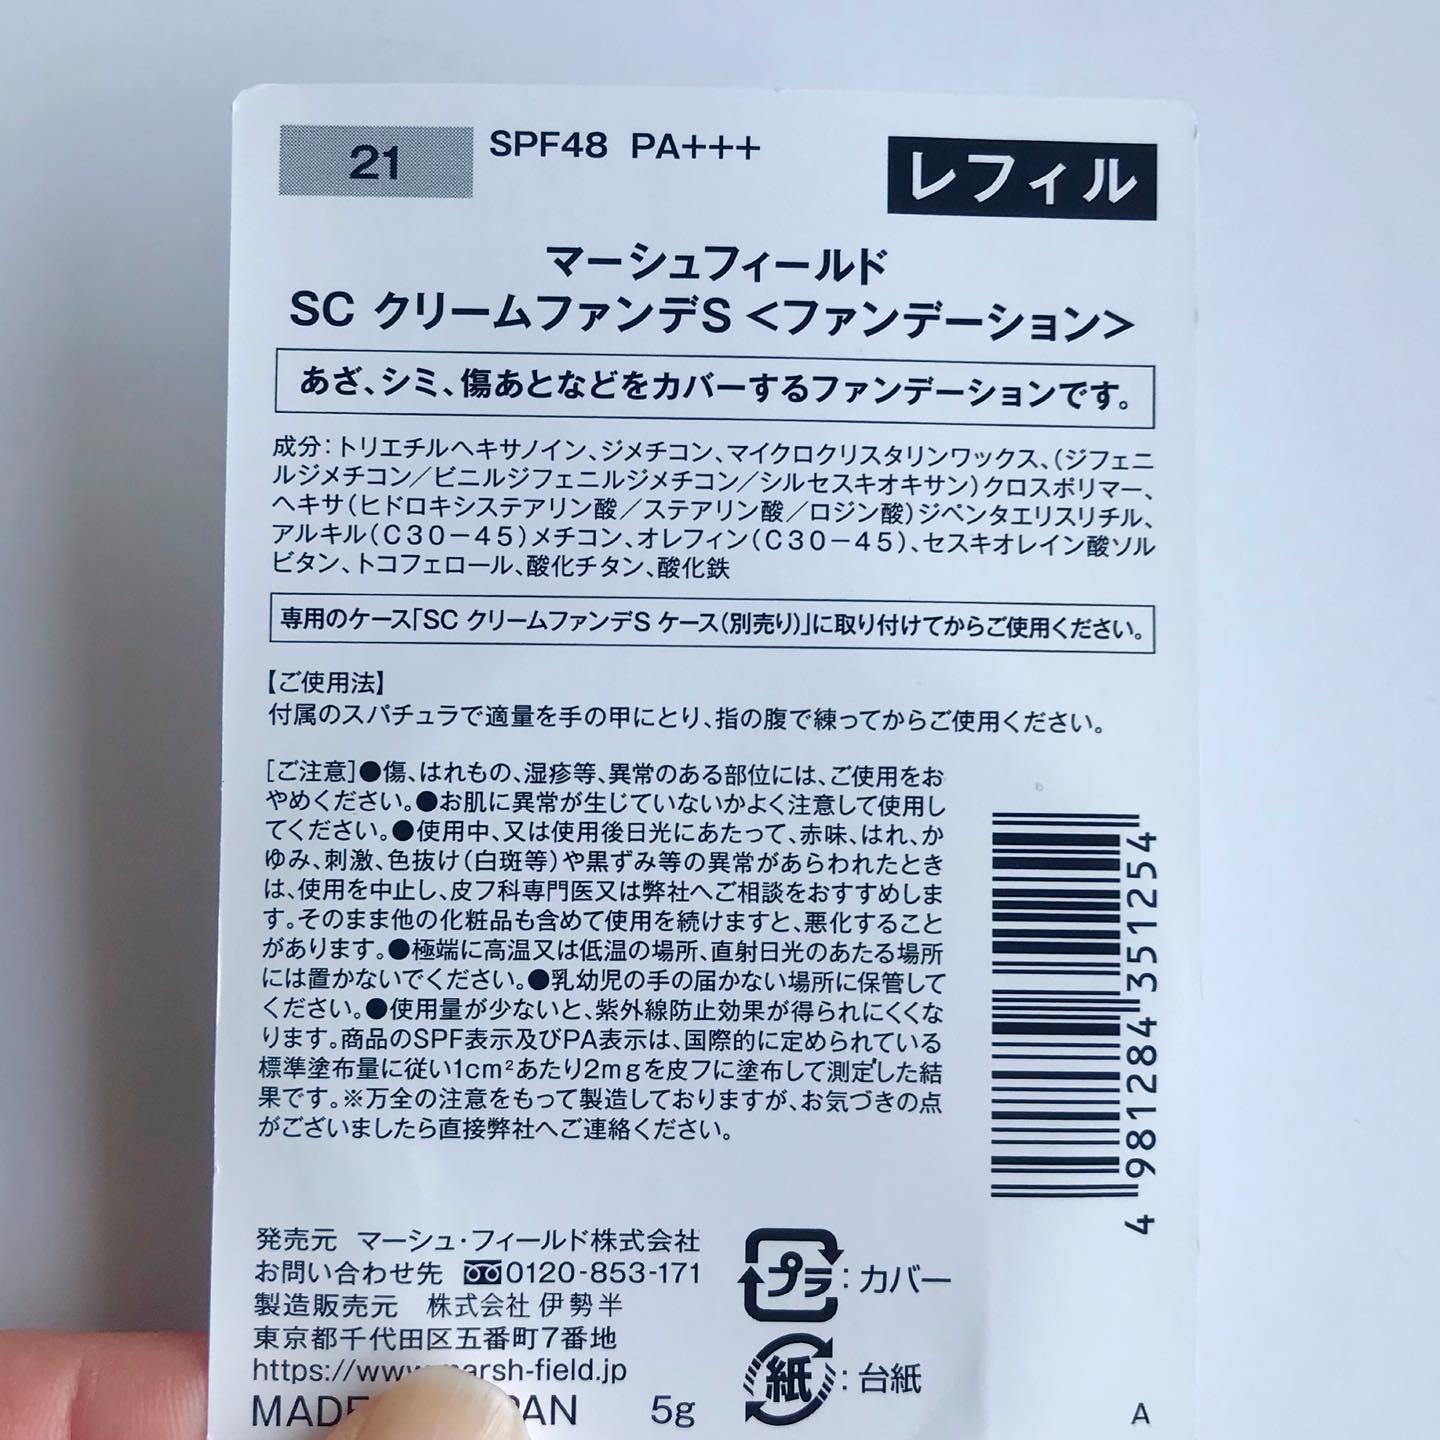 21 SPF48 PA+++ レフィル
マーシュフィールド
SC クリームファンデS<ファンデーション>
あざ、シミ、傷あとなどをカバーするファンデーションです。
成分：トリエチルヘキサノイン、ジメチコン、マイクロクリスタリンワックス、（ジフェニ
ルジメチコン／ビニルジフェニルジメチコン／シルセスキオキサン）クロスポリマー、
ヘキサ（ヒドロキシステアリン酸／ステアリン酸／ロジン酸）ジペンタエリスリチル、
アルキル（C30－45）メチコン、オレフィン（C30－45）、セスキオレイン酸ソル
ビタン、トコフェロール、酸化チタン、酸化鉄
専用のケース「SC クリームファンデS ケース（別売り）」に取り付けてからご使用ください。
【ご使用法】
付属のスパチュラで適量を手の甲にとり、指の腹で練ってからご使用ください。
［ご注意］●傷、はれもの、湿疹等、異常のある部位には、ご使用をお
やめください。●お肌に異常が生じていないかよく注意して使用し
てください。●使用中、又は使用後日光にあたって、赤味、はれ、か
ゆみ、刺激、色抜け（白斑等）や黒ずみ等の異常があらわれたとき
は、使用を中止し、皮フ科専門医又は弊社へご相談をおすすめしま
す。そのまま他の化粧品も含めて使用を続けますと、悪化すること
があります。●極端に高温又は低温の場所、直射日光のあたる場所
には置かないでください。●乳幼児の手の届かない場所に保管して
ください。●使用量が少ないと、紫外線防止効果が得られにくくな
ります。商品のSPF表示及びPA表示は、国際的に定められている
標準塗布量に従い1cm²あたり2mgを皮フに塗布して測定した結
果です。※万全の注意をもって製造しておりますが、お気づきの点
がございましたら直接弊社へご連絡ください。
4 981284 351254
発売元 マーシュ・フィールド株式会社
お問い合わせ先 0120-853-171
製造販売元 株式会社 伊勢半
東京都千代田区五番町7番地
https://www marsh-field.jp
MADE PAN 5g
プラ：カバー
紙：台紙
A